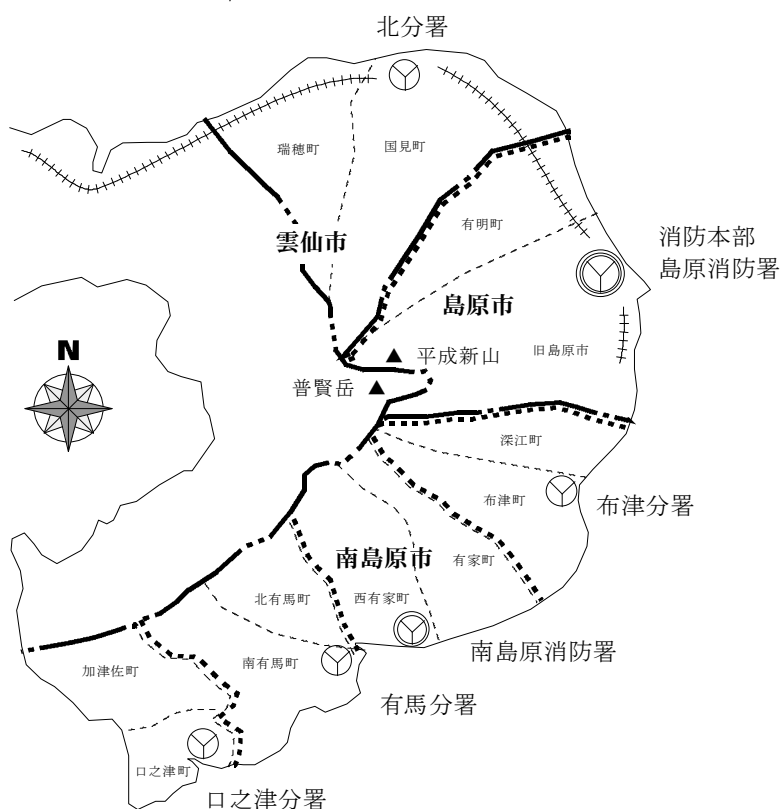 北分署
瑞穂町
国見町
雲仙市
有明町
消防本部
島原消防署
島原市
旧島原市
平成新山
普賢岳
N
深江町
布津町
布津分署
有家町
南島原市
北有馬町
西有家町
南島原消防署
加津佐町
南有馬町
有馬分署
口之津町
口之津分署